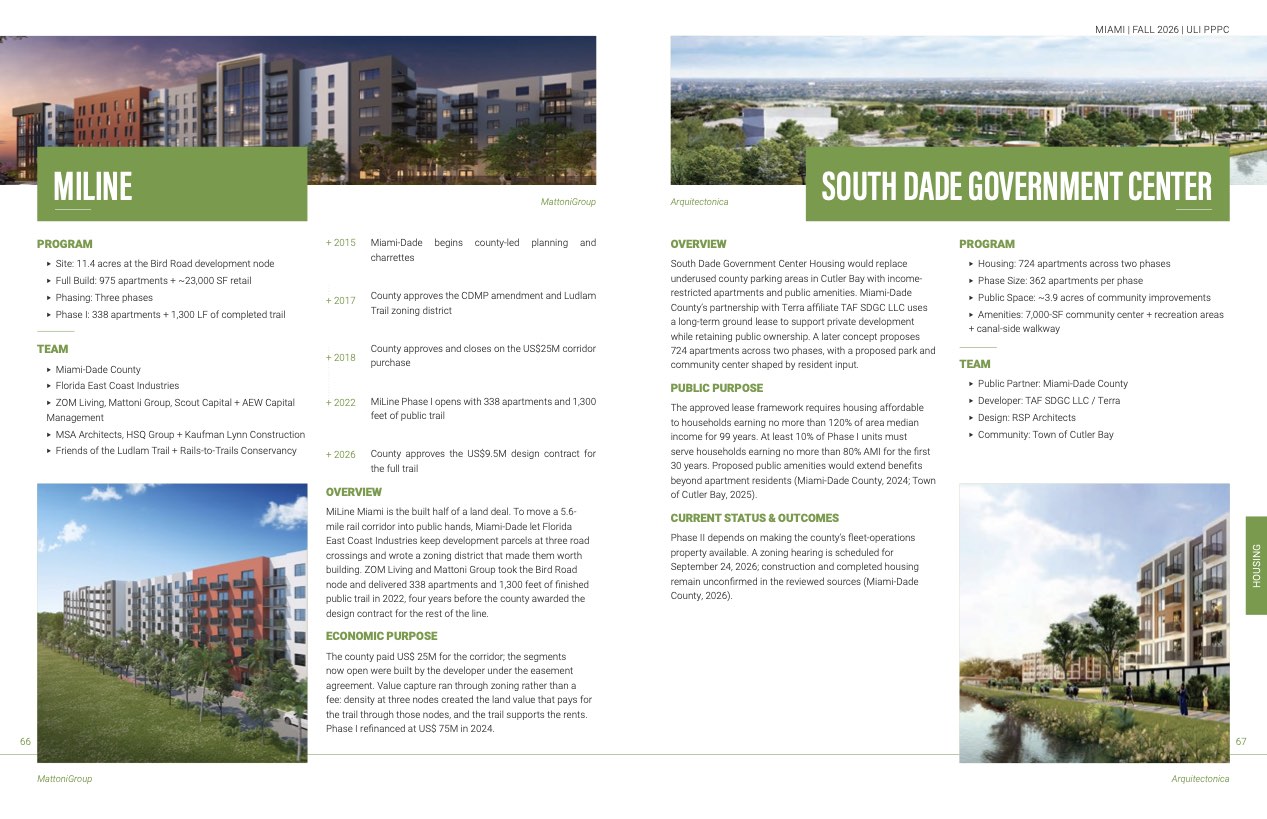 MIAMI | FALL 2026 | ULI PPPC
MILINE
MattoniGroup
PROGRAM
▸ Site: 11.4 acres at the Bird Road development node
▸ Full Build: 975 apartments + ~23,000 SF retail
▸ Phasing: Three phases
▸ Phase I: 338 apartments + 1,300 LF of completed trail
TEAM
▸ Miami-Dade County
▸ Florida East Coast Industries
▸ ZOM Living, Mattoni Group, Scout Capital + AEW Capital
Management
▸ MSA Architects, HSQ Group + Kaufman Lynn Construction
▸ Friends of the Ludlam Trail + Rails-to-Trails Conservancy
66
MattoniGroup
+ 2015 Miami-Dade begins county-led planning and
charrettes
+ 2017 County approves the CDMP amendment and Ludlam
Trail zoning district
+ 2018 County approves and closes on the US$25M corridor
purchase
+ 2022 MiLine Phase I opens with 338 apartments and 1,300
feet of public trail
+ 2026 County approves the US$9.5M design contract for
the full trail
OVERVIEW
MiLine Miami is the built half of a land deal. To move a 5.6-
mile rail corridor into public hands, Miami-Dade let Florida
East Coast Industries keep development parcels at three road
crossings and wrote a zoning district that made them worth
building. ZOM Living and Mattoni Group took the Bird Road
node and delivered 338 apartments and 1,300 feet of finished
public trail in 2022, four years before the county awarded the
design contract for the rest of the line.
ECONOMIC PURPOSE
The county paid US$ 25M for the corridor; the segments
now open were built by the developer under the easement
agreement. Value capture ran through zoning rather than a
fee: density at three nodes created the land value that pays for
the trail through those nodes, and the trail supports the rents.
Phase I refinanced at US$ 75M in 2024.
SOUTH DADE GOVERNMENT CENTER
Arquitectonica
OVERVIEW
South Dade Government Center Housing would replace
underused county parking areas in Cutler Bay with income-
restricted apartments and public amenities. Miami-Dade
County's partnership with Terra affiliate TAF SDGC LLC uses
a long-term ground lease to support private development
while retaining public ownership. A later concept proposes
724 apartments across two phases, with a proposed park and
community center shaped by resident input.
PUBLIC PURPOSE
The approved lease framework requires housing affordable
to households earning no more than 120% of area median
income for 99 years. At least 10% of Phase I units must
serve households earning no more than 80% AMI for the first
30 years. Proposed public amenities would extend benefits
beyond apartment residents (Miami-Dade County, 2024; Town
of Cutler Bay, 2025).
CURRENT STATUS & OUTCOMES
Phase II depends on making the county's fleet-operations
property available. A zoning hearing is scheduled for
September 24, 2026; construction and completed housing
remain unconfirmed in the reviewed sources (Miami-Dade
County, 2026).
PROGRAM
▸ Housing: 724 apartments across two phases
▸ Phase Size: 362 apartments per phase
▸ Public Space: ~3.9 acres of community improvements
▸ Amenities: 7,000-SF community center + recreation areas
+ canal-side walkway
TEAM
▸ Public Partner: Miami-Dade County
▸ Developer: TAF SDGC LLC / Terra
▸ Design: RSP Architects
▸ Community: Town of Cutler Bay
HOUSING
67
Arquitectonica